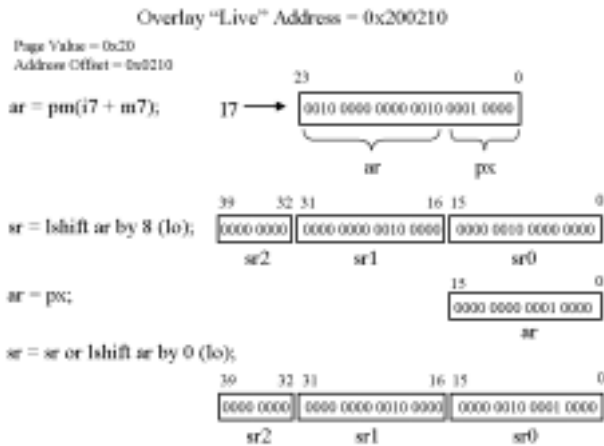 Overlay “Live” Address = 0x200210
Page Value = 0x20
Address Offset = 0x0210
23 0
ar = pm(i7 + m7); I7 0010 0000 0000 0010 0001 0000
ar px
39 32 31 16 15 0
sr = lshift ar by 8 (lo); 0000 0000 0000 0000 0010 0000 0000 0010 0000 0000
sr2 sr1 sr0
15 0
ar = px; 0000 0000 0001 0000
ar
sr = sr or lshift ar by 0 (lo);
39 32 31 16 15 0
0000 0000 0000 0000 0010 0000 0000 0010 0001 0000
sr2 sr1 sr0